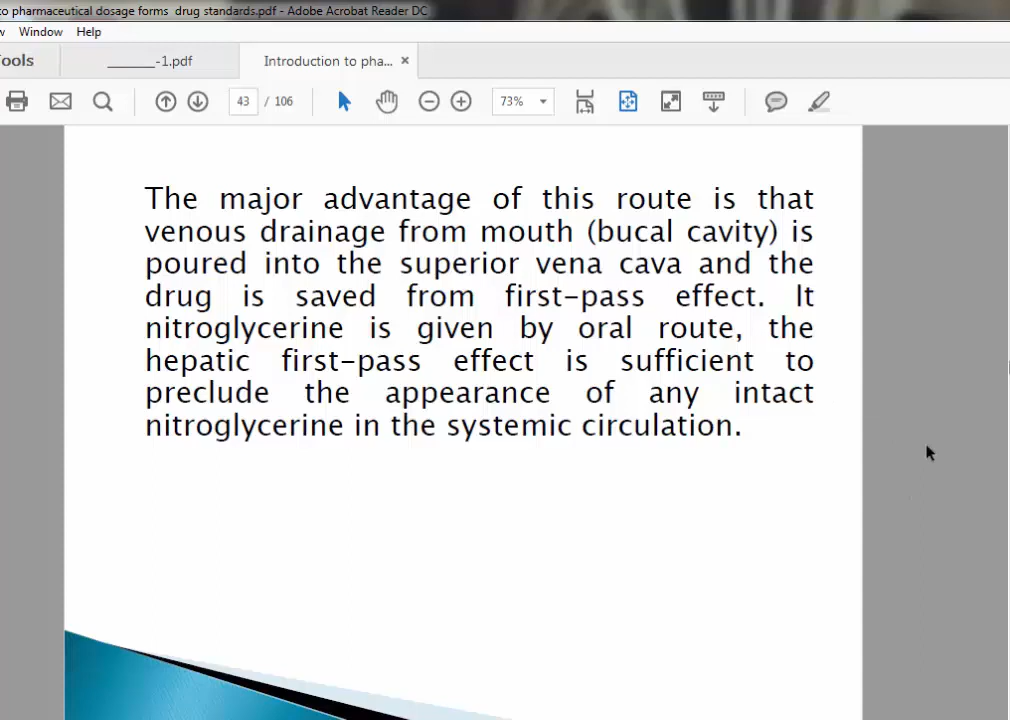 to pharmaceutical dosage forms drug standards.pdf - Adobe Acrobat Reader DC
w Window Help
ools _______-1.pdf Introduction to pha... ×
43 / 106 73%
The major advantage of this route is that
venous drainage from mouth (bucal cavity) is
poured into the superior vena cava and the
drug is saved from first-pass effect. It
nitroglycerine is given by oral route, the
hepatic first-pass effect is sufficient to
preclude the appearance of any intact
nitroglycerine in the systemic circulation.